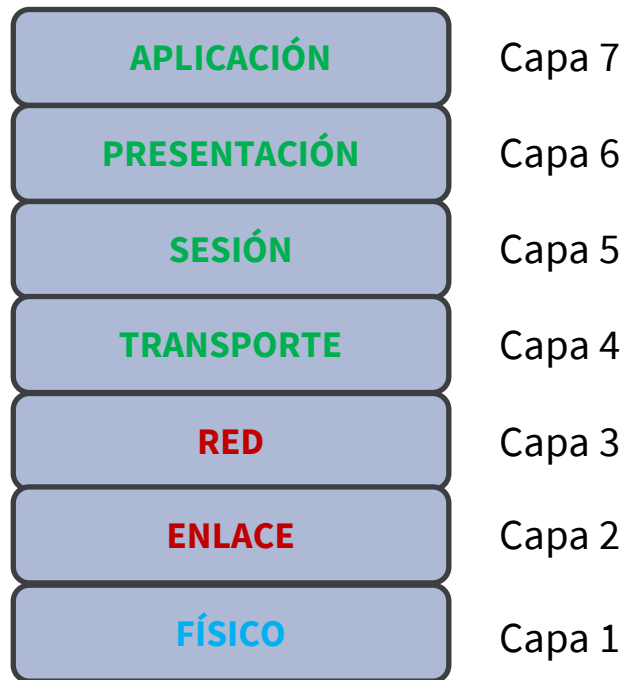 APLICACIÓN Capa 7
PRESENTACIÓN Capa 6
SESIÓN Capa 5
TRANSPORTE Capa 4
RED Capa 3
ENLACE Capa 2
FÍSICO Capa 1